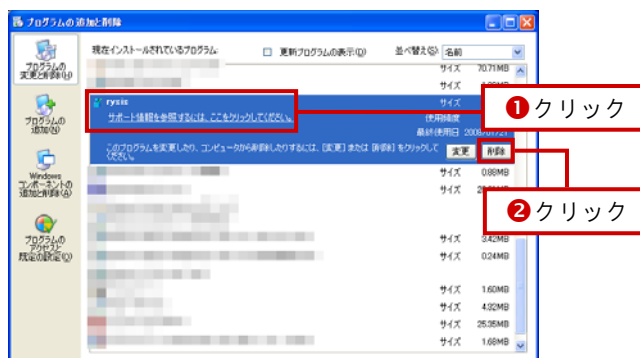 プログラムの追加と削除
現在インストールされているプログラム:
更新プログラムの表示(D)
並べ替え(S): 名前
プログラムの
変更と削除(H)
サイズ 70.71MB
サイズ
rysis
サイズ
サポート情報を参照するには、ここをクリックしてください。
使用頻度
最終使用日 2008/01/21
このプログラムを変更したり、コンピュータから削除したりするには、[変更] または [削除] をクリックして
ください。
変更 削除
❶クリック
プログラムの
追加(N)
Windows
コンポーネントの
追加と削除(A)
サイズ 0.88MB
サイズ
❷クリック
プログラムの
アクセスと
既定の設定(O)
サイズ 3.42MB
サイズ 0.24MB
サイズ 1.60MB
サイズ 4.92MB
サイズ 25.35MB
サイズ 1.68MB